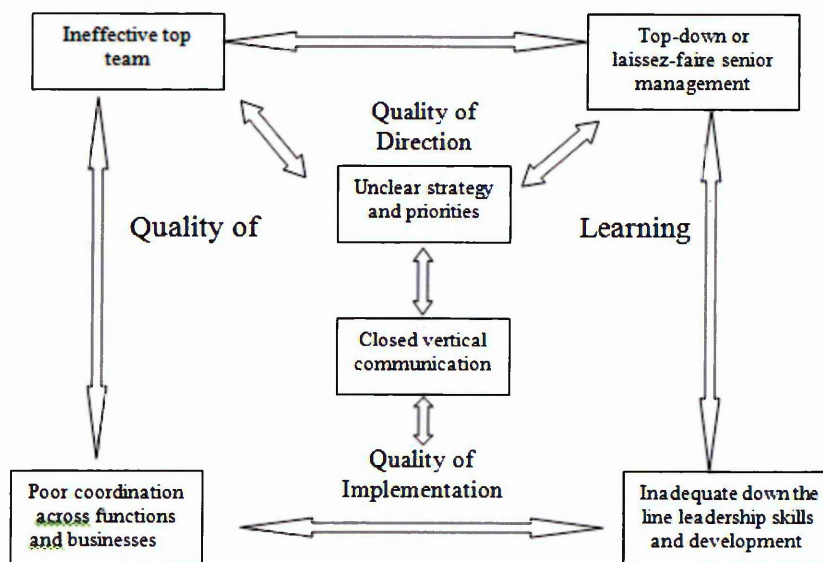 Ineffective top
team
Top-down or
laissez-faire senior
management
Quality of
Direction
Unclear strategy
and priorities
Quality of
Learning
Closed vertical
communication
Quality of
Implementation
Poor coordination
across functions
and businesses
Inadequate down the
line leadership skills
and development